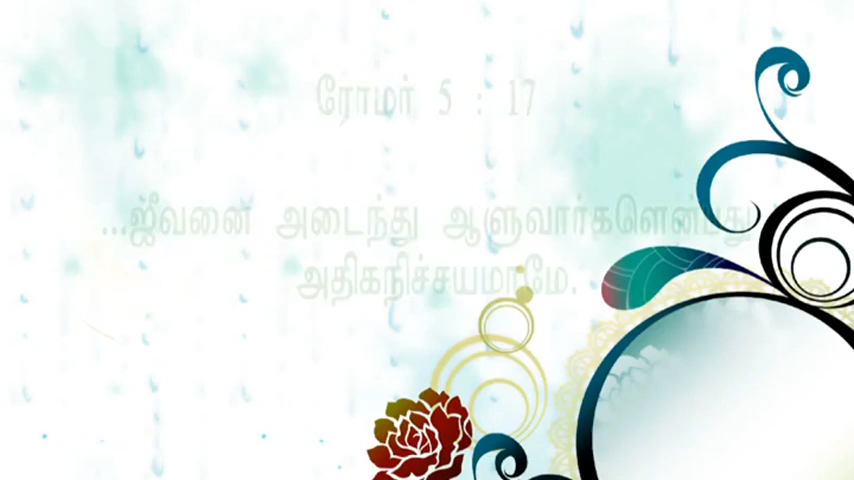 ரோமர் 5 : 17
...ஜீவனை அடைந்து ஆளுவார்களென்பது
அதிகநிச்சயமாமே.